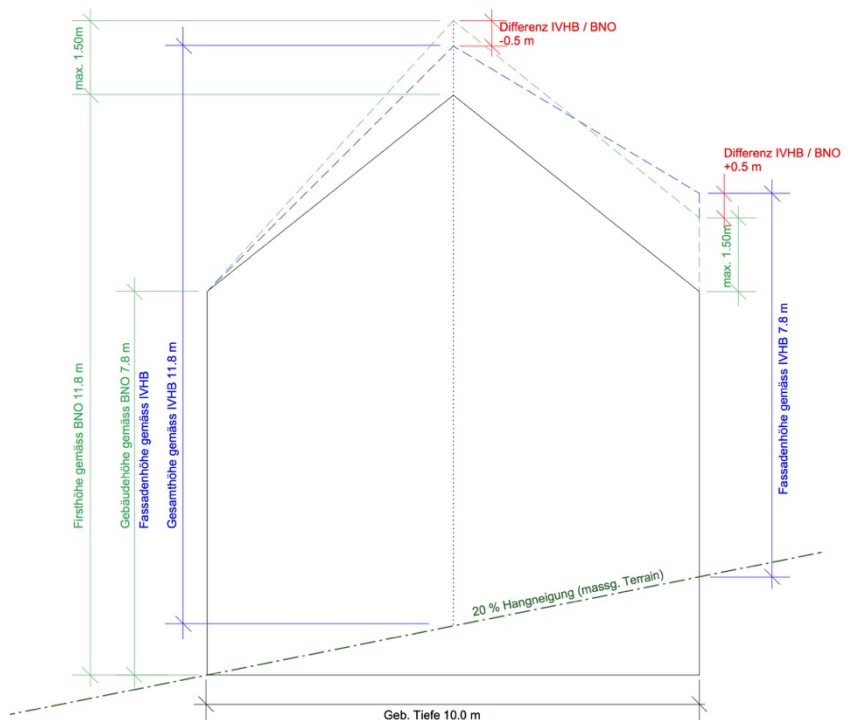 Differenz IVHB / BNO
-0.5 m
max. 1.50m
Differenz IVHB / BNO
+0.5 m
max. 1.50m
Firsthöhe gemäss BNO 11.8 m
Gebäudehöhe gemäss BNO 7.8 m
Fassadenhöhe gemäss IVHB
Gesamthöhe gemäss IVHB 11.8 m
Fassadenhöhe gemäss IVHB 7.8 m
20 % Hangneigung (massg. Terrain)
Geb. Tiefe 10.0 m